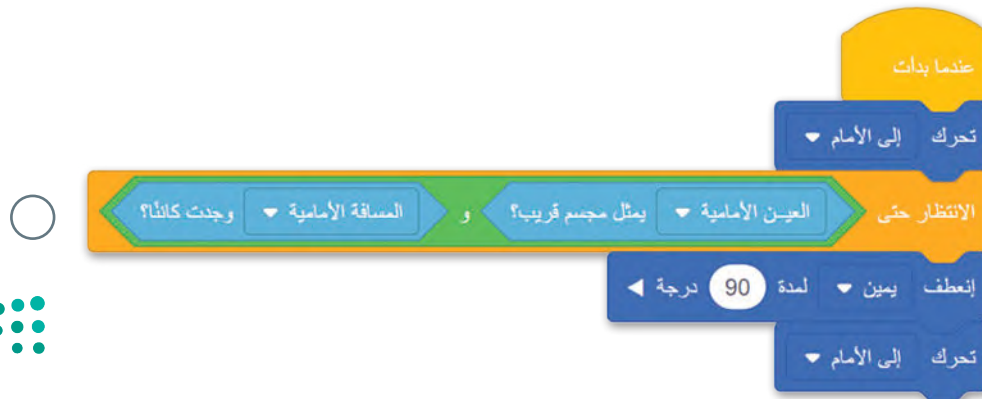 عندما بدأت
تحرك إلى الأمام
الانتظار حتى العين الأمامية يمثل مجسم قريب؟ و المسافة الأمامية وجدت كائنًا؟
إنعطف يمين لمدة 90 درجة
تحرك إلى الأمام